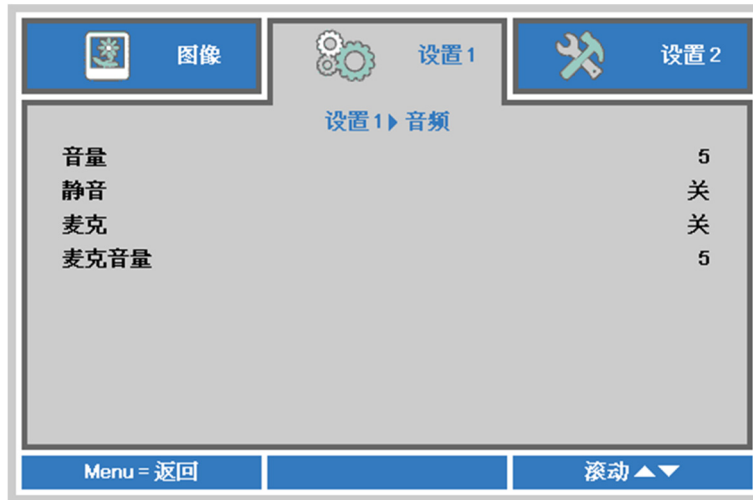 图像 设置1 设置2
设置1▶音频
音量 5
静音 关
麦克 关
麦克音量 5
Menu = 返回 滚动▲▼